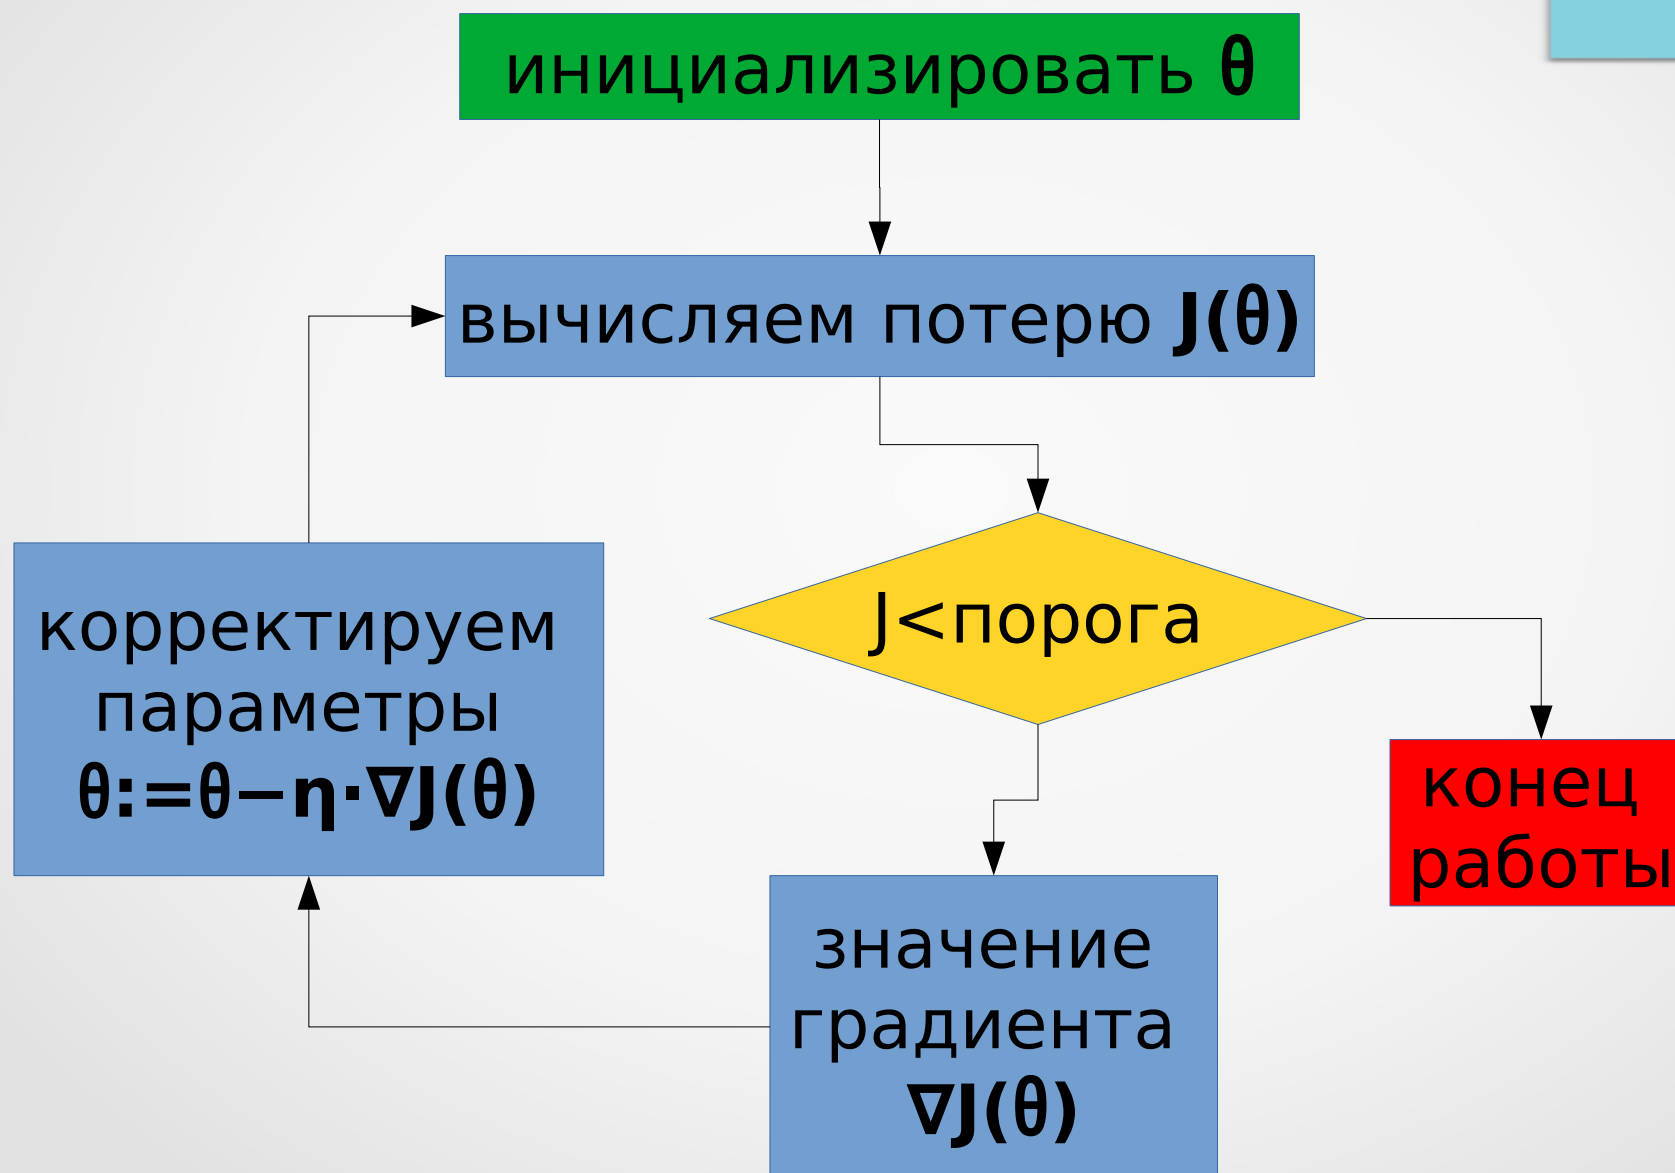 инициализировать θ
вычисляем потерю J(θ)
J<порога
корректируем
параметры
θ:=θ−η·∇J(θ)
конец
работы
значение
градиента
∇J(θ)